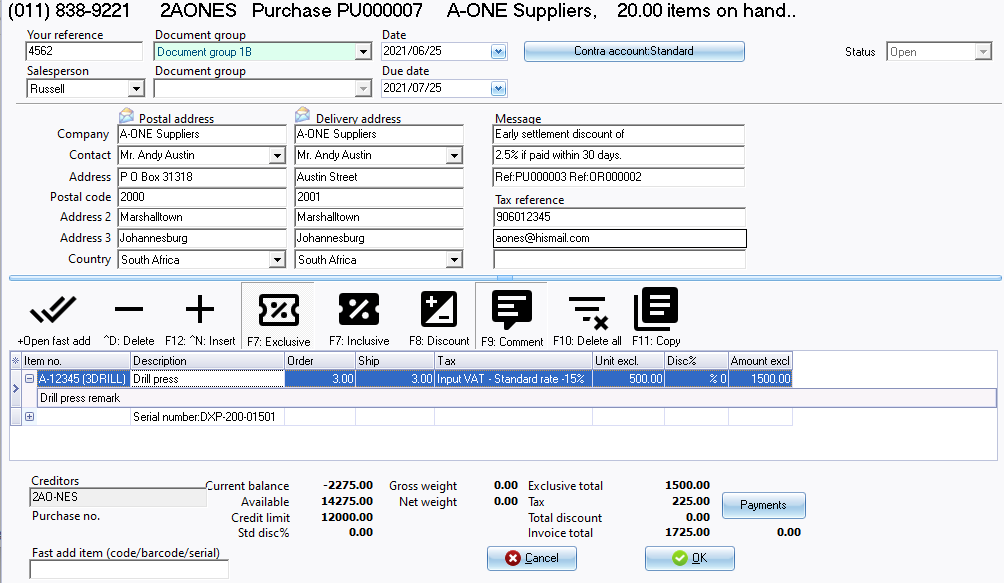 (011) 838-9221 2AONES Purchase PU000007 A-ONE Suppliers, 20.00 items on hand..
Your reference Document group Date
4562 Document group 1B 2021/06/25 Contra account:Standard Status Open
Salesperson Document group Due date
Russell 2021/07/25
Postal address Delivery address Message
Company A-ONE Suppliers A-ONE Suppliers Early settlement discount of
Contact Mr. Andy Austin Mr. Andy Austin 2.5% if paid within 30 days.
Address P O Box 31318 Austin Street Ref:PU000003 Ref:OR000002
Postal code 2000 2001 Tax reference
Address 2 Marshalltown Marshalltown 906012345
Address 3 Johannesburg Johannesburg aones@hismail.com
Country South Africa South Africa
+Open fast add ^D: Delete F12: ^N: Insert F7: Exclusive F7: Inclusive F8: Discount F9: Comment F10: Delete all F11: Copy
Item no. Description Order Ship Tax Unit excl. Disc% Amount excl
A-12345 (3DRILL) Drill press 3.00 3.00 Input VAT - Standard rate -15% 500.00 % 0 1500.00
Drill press remark
Serial number:DXP-200-01501
Creditors Current balance -2275.00 Gross weight 0.00 Exclusive total 1500.00
2AO-NES Available 14275.00 Net weight 0.00 Tax 225.00 Payments
Purchase no. Credit limit 12000.00 Total discount 0.00
Std disc% 0.00 Invoice total 1725.00 0.00
Fast add item (code/barcode/serial) Cancel OK